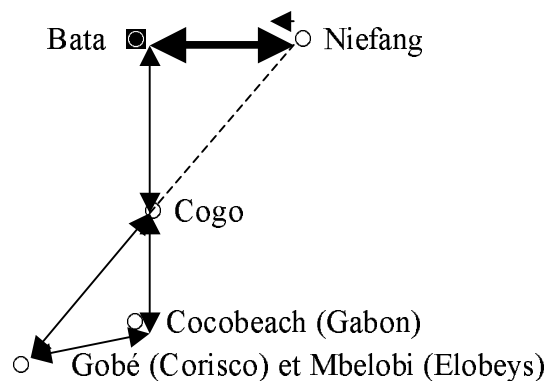 Bata
Niefang
Cogo
Cocobeach (Gabon)
Gobé (Corisco) et Mbelobi (Elobeys)